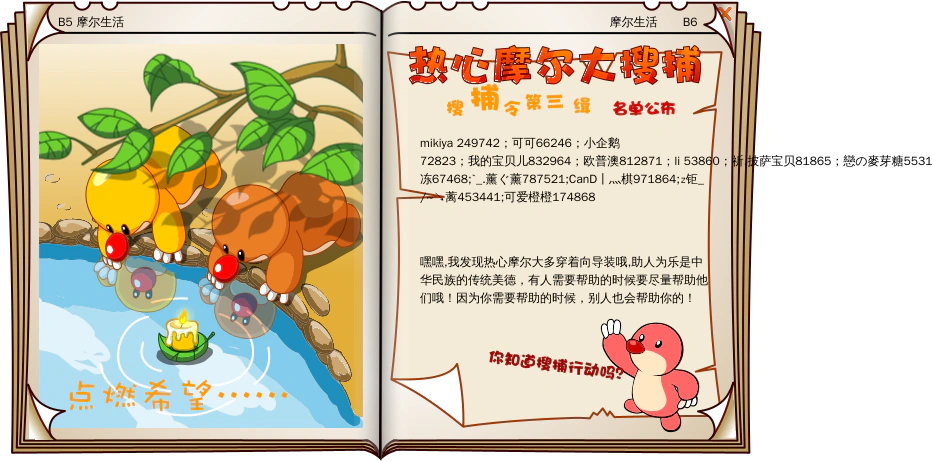 B5 摩尔生活
点燃希望……
摩尔生活 B6
热心摩尔大搜捕
搜捕令第三辑 名单公布
mikiya 249742；可可66246；小企鹅
72823；我的宝贝儿832964；欧普澳812871；li 53860；祈.披萨宝贝81865；戀の麥芽糖5531
冻67468;ˇ_.薰ぐ薰787521;CanD丨灬棋971864;
蓠453441;可爱橙橙174868
嘿嘿,我发现热心摩尔大多穿着向导装哦,助人为乐是中
华民族的传统美德，有人需要帮助的时候要尽量帮助他
们哦！因为你需要帮助的时候，别人也会帮助你的！
你知道搜捕行动吗?